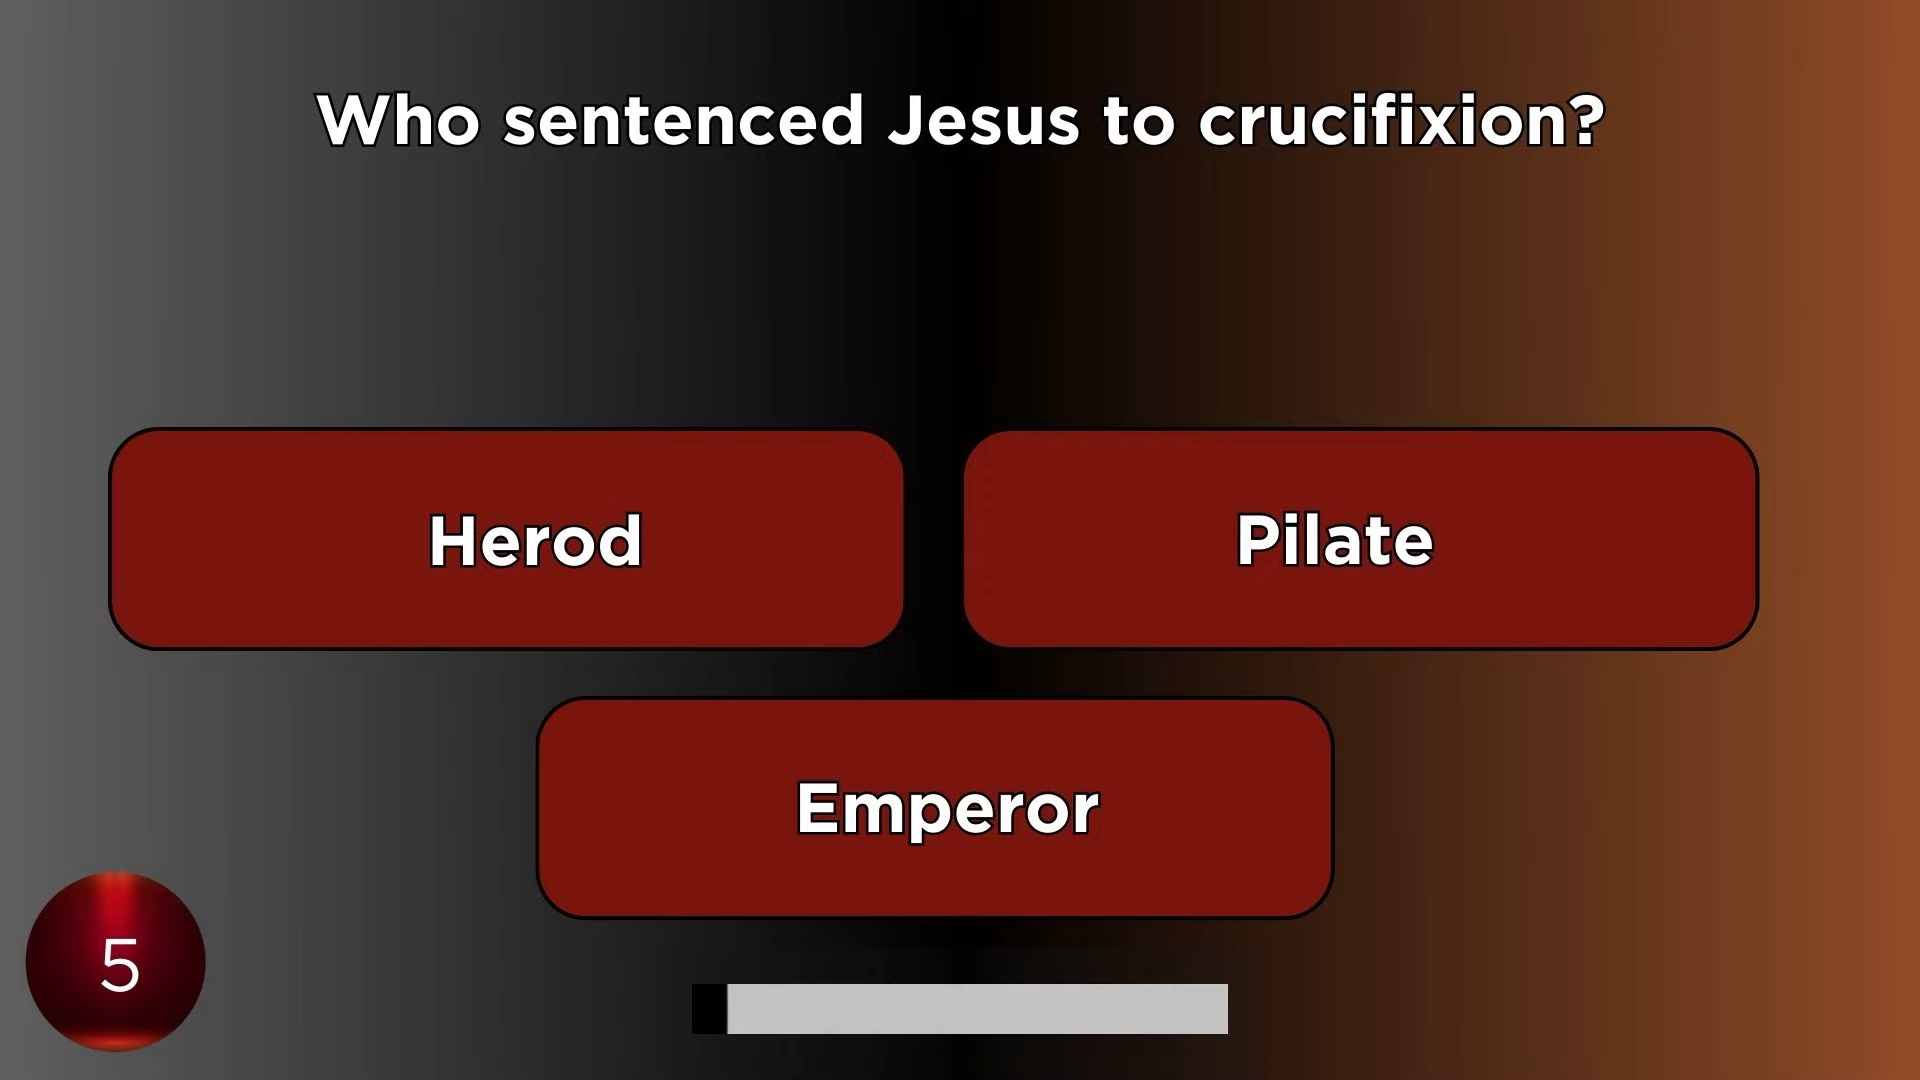 Who sentenced Jesus to crucifixion?
Herod
Pilate
Emperor
5